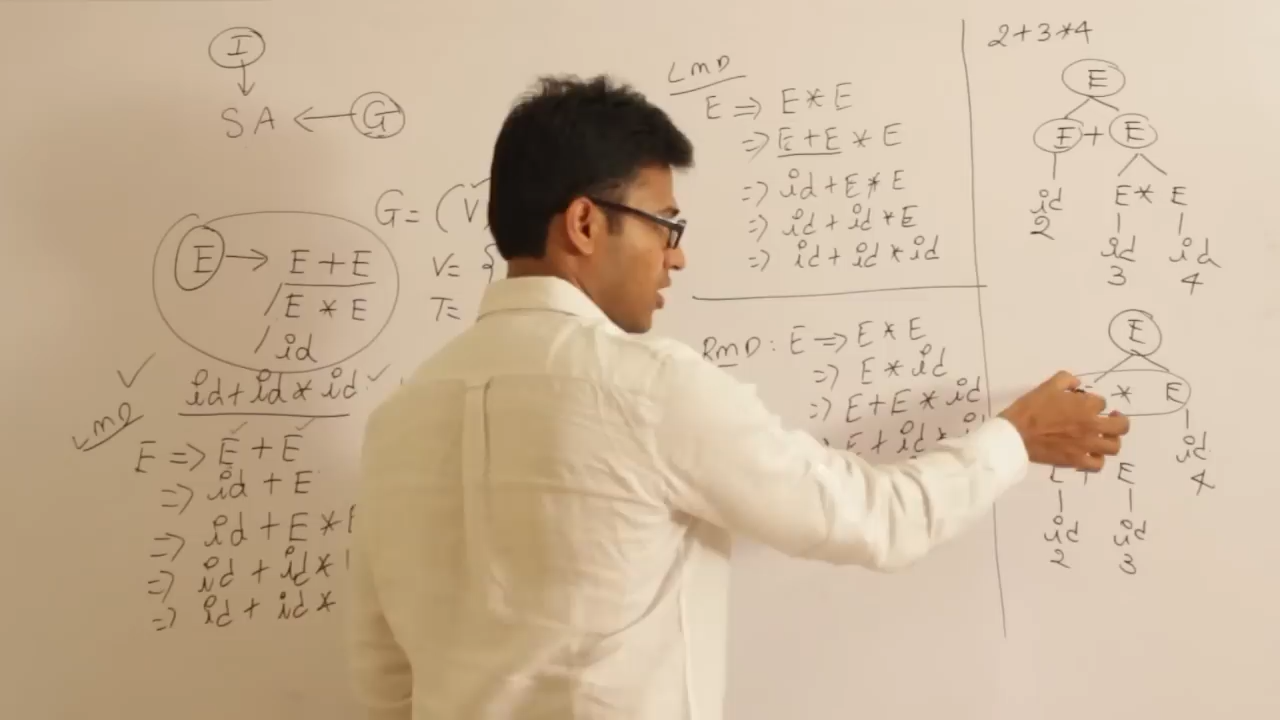 I
SA ← G
G = (V
V = {
T =
E → E + E
/ E * E
/ id
id + id * id
LMD
E ⇒ E + E
⇒ id + E
⇒ id + E *
⇒ id + id *
⇒ id + id *
LMD
E ⇒ E * E
⇒ E + E * E
⇒ id + E * E
⇒ id + id * E
⇒ id + id * id
RMD : E ⇒ E * E
⇒ E * id
⇒ E + E * id
⇒ E + id *
2+3*4
E
E + E
id E * E
2 id id
3 4
E
* E
id
E 4
id id
2 3